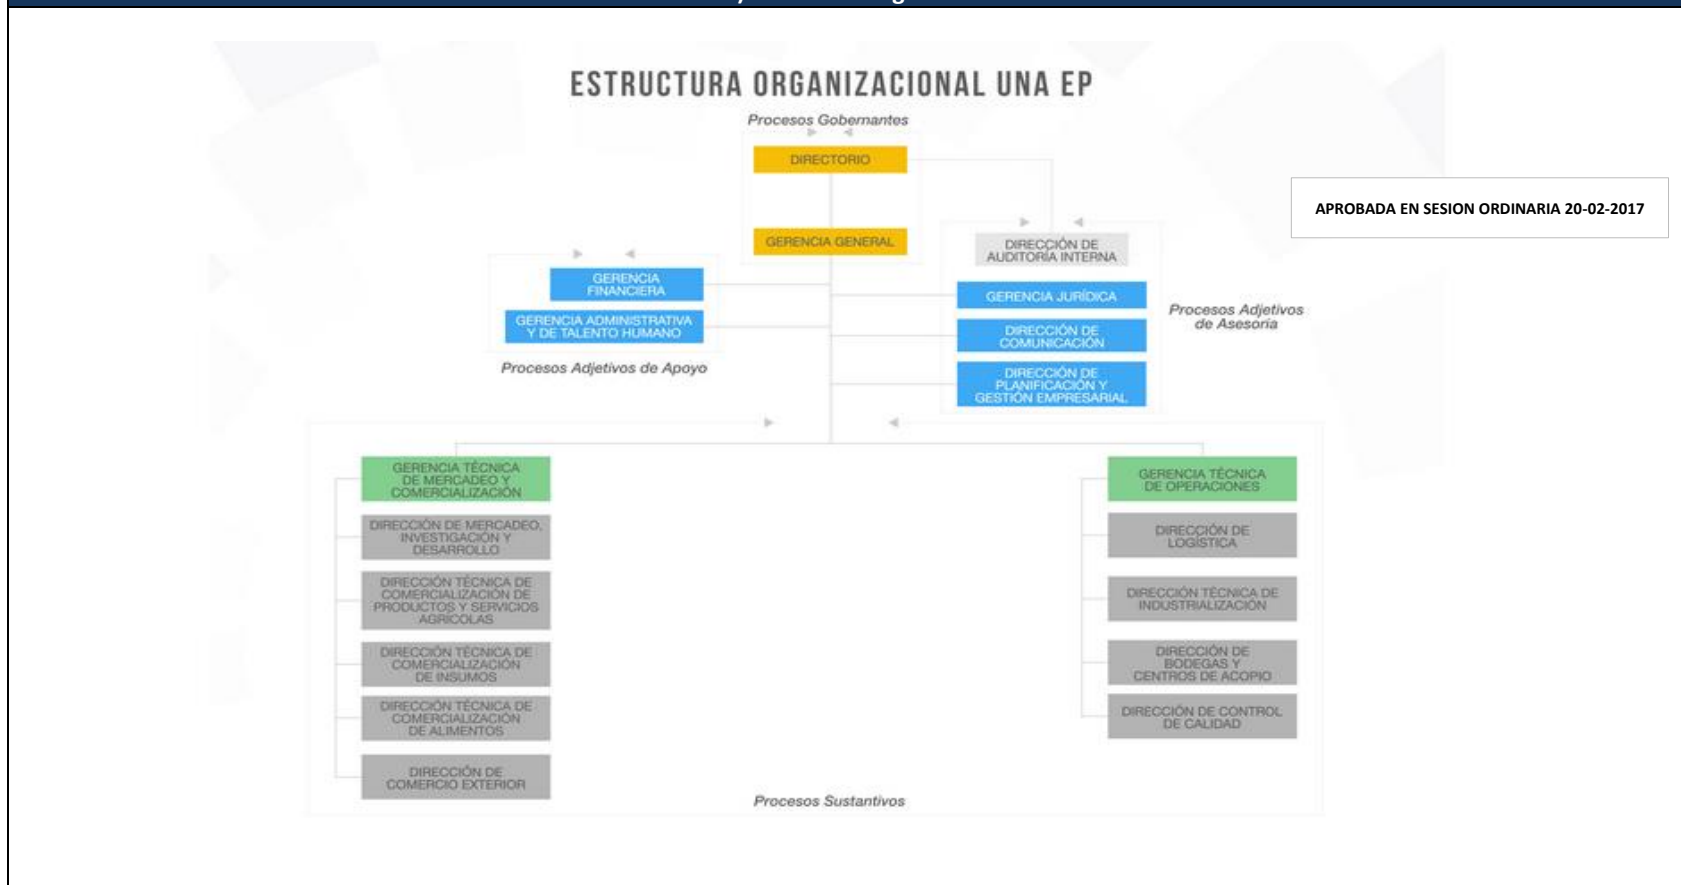 ESTRUCTURA ORGANIZACIONAL UNA EP
Procesos Gobernantes
DIRECTORIO
GERENCIA GENERAL
APROBADA EN SESION ORDINARIA 20-02-2017
DIRECCIÓN DE
AUDITORÍA INTERNA
GERENCIA
FINANCIERA
GERENCIA ADMINISTRATIVA
Y DE TALENTO HUMANO
Procesos Adjetivos de Apoyo
GERENCIA JURÍDICA
DIRECCIÓN DE
COMUNICACIÓN
DIRECCIÓN DE
PLANIFICACIÓN Y
GESTIÓN EMPRESARIAL
Procesos Adjetivos
de Asesoría
GERENCIA TÉCNICA
DE MERCADEO Y
COMERCIALIZACIÓN
DIRECCIÓN DE MERCADEO,
INVESTIGACIÓN Y
DESARROLLO
DIRECCIÓN TÉCNICA DE
COMERCIALIZACIÓN DE
PRODUCTOS Y SERVICIOS
AGRÍCOLAS
DIRECCIÓN TÉCNICA DE
COMERCIALIZACIÓN
DE INSUMOS
DIRECCIÓN TÉCNICA DE
COMERCIALIZACIÓN
DE ALIMENTOS
DIRECCIÓN DE
COMERCIO EXTERIOR
GERENCIA TÉCNICA
DE OPERACIONES
DIRECCIÓN DE
LOGÍSTICA
DIRECCIÓN TÉCNICA DE
INDUSTRIALIZACIÓN
DIRECCIÓN DE
BODEGAS Y
CENTROS DE ACOPIO
DIRECCIÓN DE CONTROL
DE CALIDAD
Procesos Sustantivos